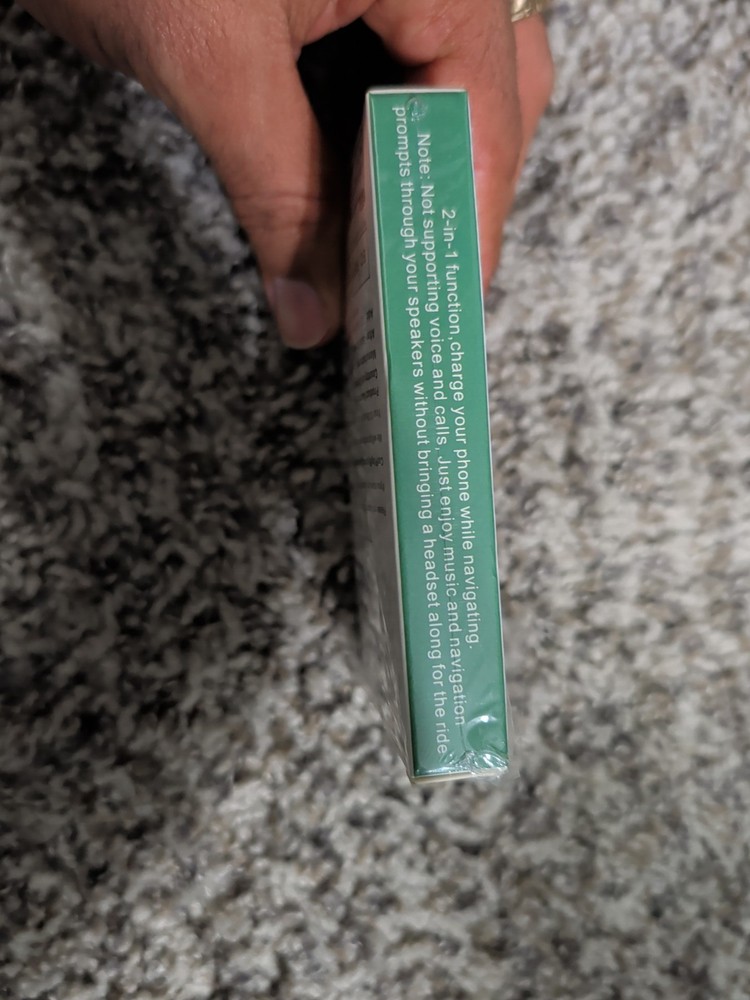 2-in-1 function,charge your phone while navigating.
Note: Not supporting voice and calls, Just enjoy music and navigation
prompts through your speakers without bringing a headset along for the ride